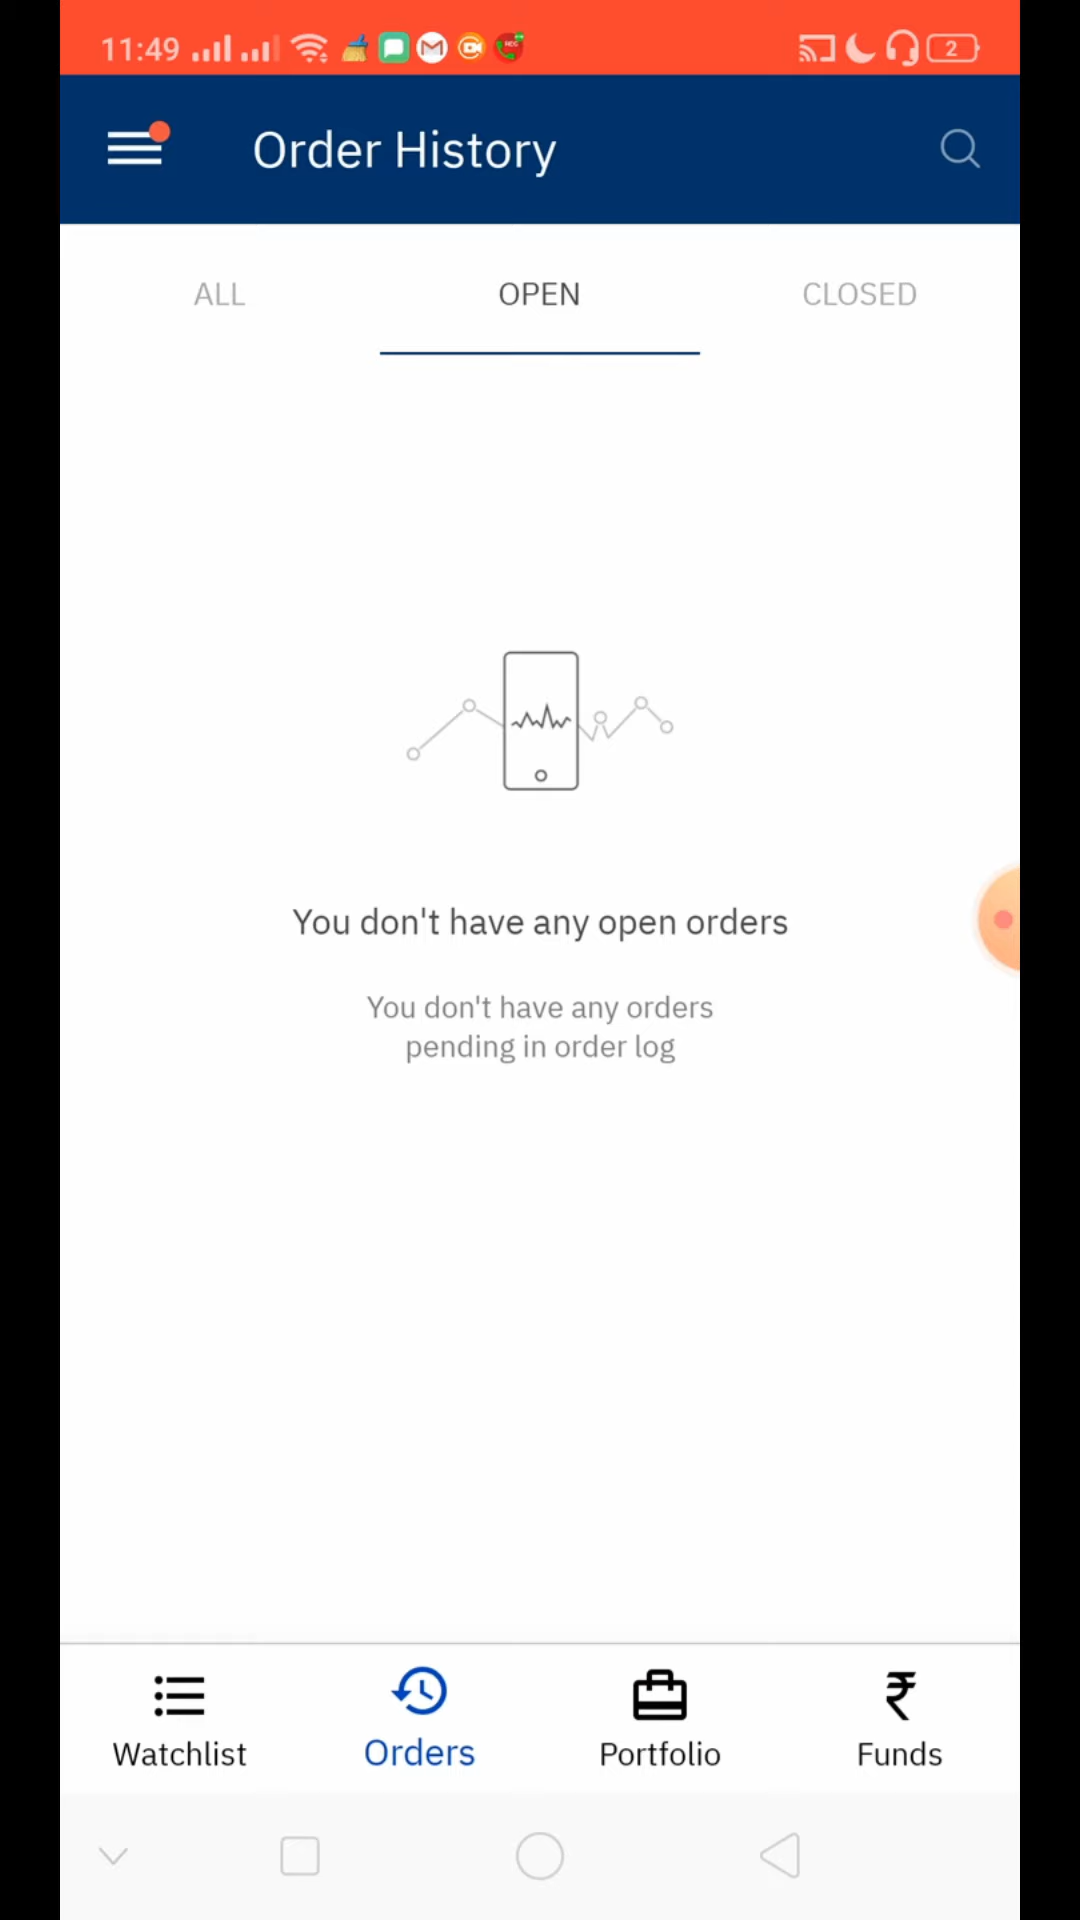 11:49
2
Order History
ALL OPEN CLOSED
You don't have any open orders
You don't have any orders
pending in order log
Watchlist Orders Portfolio Funds